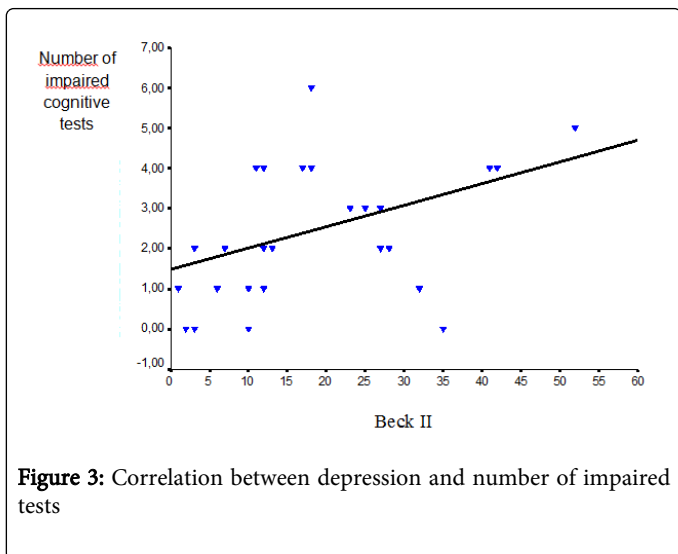 Number of
impaired
cognitive
tests
7,00
6,00
5,00
4,00
3,00
2,00
1,00
0,00
-1,00
0 5 10 15 20 25 30 35 40 45 50 55 60
Beck II
Figure 3: Correlation between depression and number of impaired
tests